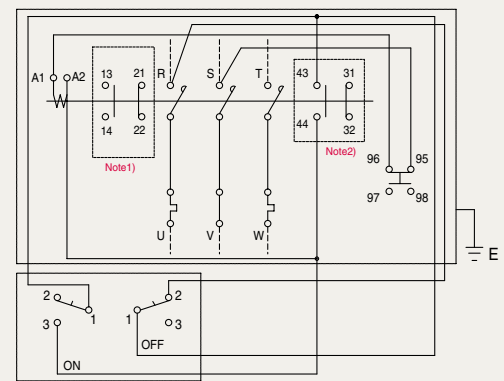 A1 A2 13 21 R S T 43 31
14 22 44 32
Note1) Note2)
96 95
97 98
U V W
E
2 1 2
3 1 3
ON OFF